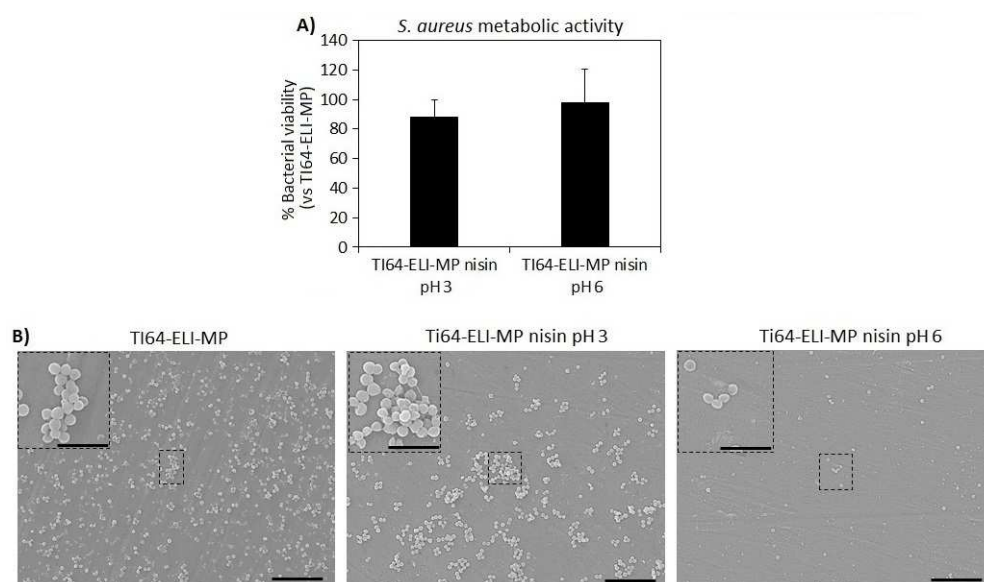 A)
S. aureus metabolic activity
% Bacterial viability
(vs TI64-ELI-MP)
140
120
100
80
60
40
20
0
TI64-ELI-MP nisin
pH 3
TI64-ELI-MP nisin
pH 6
B)
TI64-ELI-MP
Ti64-ELI-MP nisin pH 3
Ti64-ELI-MP nisin pH 6